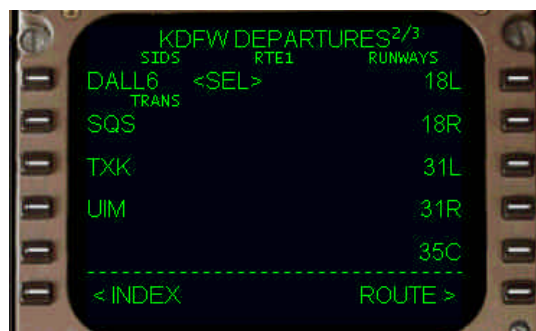 KDFW DEPARTURES 2/3
SIDS RTE1 RUNWAYS
DALL6 <SEL> 18L
TRANS
SQS 18R
TXK 31L
UIM 31R
35C
<INDEX ROUTE >